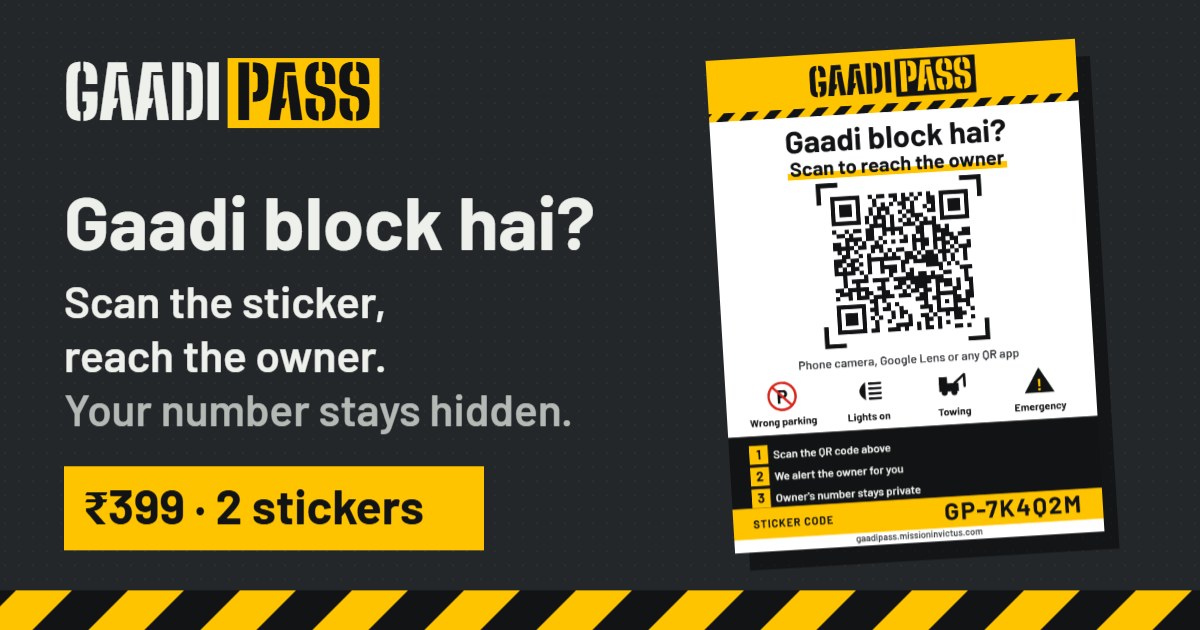 GAADI PASS
Gaadi block hai?
Scan the sticker,
reach the owner.
Your number stays hidden.
₹399 · 2 stickers
GAADI PASS
Gaadi block hai?
Scan to reach the owner
Phone camera, Google Lens or any QR app
P
Wrong parking
Lights on
Towing
!
Emergency
1 Scan the QR code above
2 We alert the owner for you
3 Owner's number stays private
STICKER CODE GP-7K4Q2M
gaadipass.missioninvictus.com